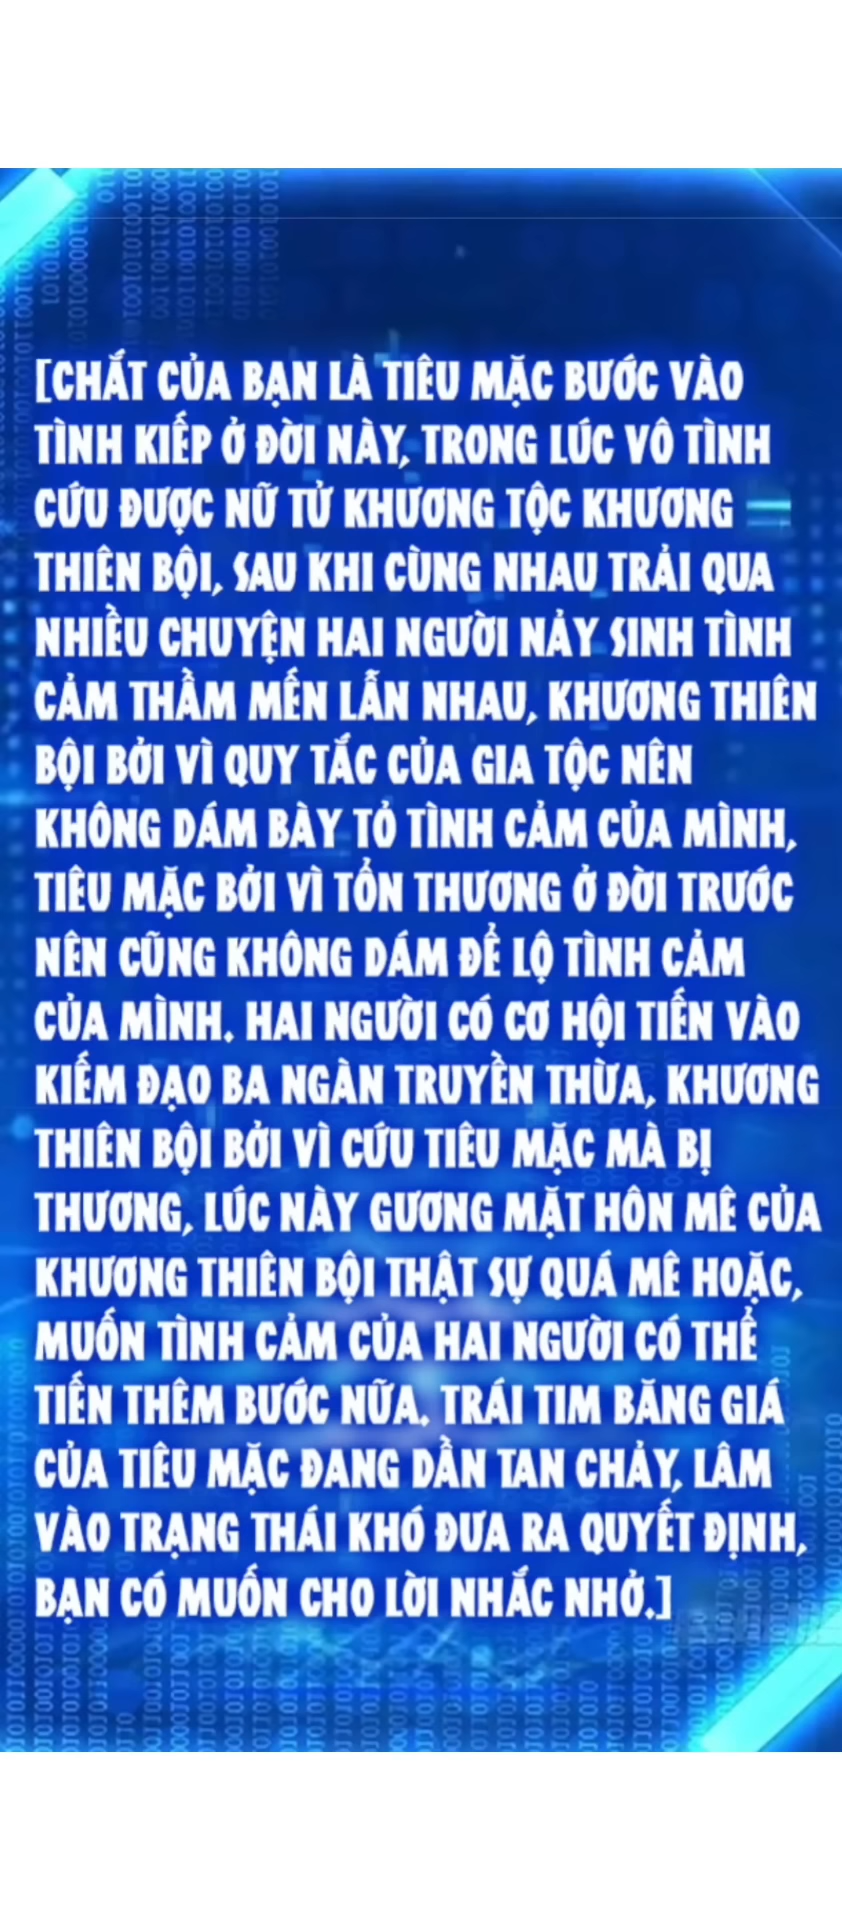 [CHẮT CỦA BẠN LÀ TIÊU MẶC BƯỚC VÀO
TÌNH KIẾP Ở ĐỜI NÀY, TRONG LÚC VÔ TÌNH
CỨU ĐƯỢC NỮ TỬ KHƯƠNG TỘC KHƯƠNG
THIÊN BỘI, SAU KHI CÙNG NHAU TRẢI QUA
NHIỀU CHUYỆN HAI NGƯỜI NẢY SINH TÌNH
CẢM THẦM MẾN LẪN NHAU, KHƯƠNG THIÊN
BỘI BỞI VÌ QUY TẮC CỦA GIA TỘC NÊN
KHÔNG DÁM BÀY TỎ TÌNH CẢM CỦA MÌNH,
TIÊU MẶC BỞI VÌ TỔN THƯƠNG Ở ĐỜI TRƯỚC
NÊN CŨNG KHÔNG DÁM ĐỂ LỘ TÌNH CẢM
CỦA MÌNH. HAI NGƯỜI CÓ CƠ HỘI TIẾN VÀO
KIẾM ĐẠO BA NGÀN TRUYỀN THỪA, KHƯƠNG
THIÊN BỘI BỞI VÌ CỨU TIÊU MẶC MÀ BỊ
THƯƠNG, LÚC NÀY GƯƠNG MẶT HÔN MÊ CỦA
KHƯƠNG THIÊN BỘI THẬT SỰ QUÁ MÊ HOẶC,
MUỐN TÌNH CẢM CỦA HAI NGƯỜI CÓ THỂ
TIẾN THÊM BƯỚC NỮA. TRÁI TIM BĂNG GIÁ
CỦA TIÊU MẶC ĐANG DẦN TAN CHẢY, LÂM
VÀO TRẠNG THÁI KHÓ ĐƯA RA QUYẾT ĐỊNH,
BẠN CÓ MUỐN CHO LỜI NHẮC NHỞ.]